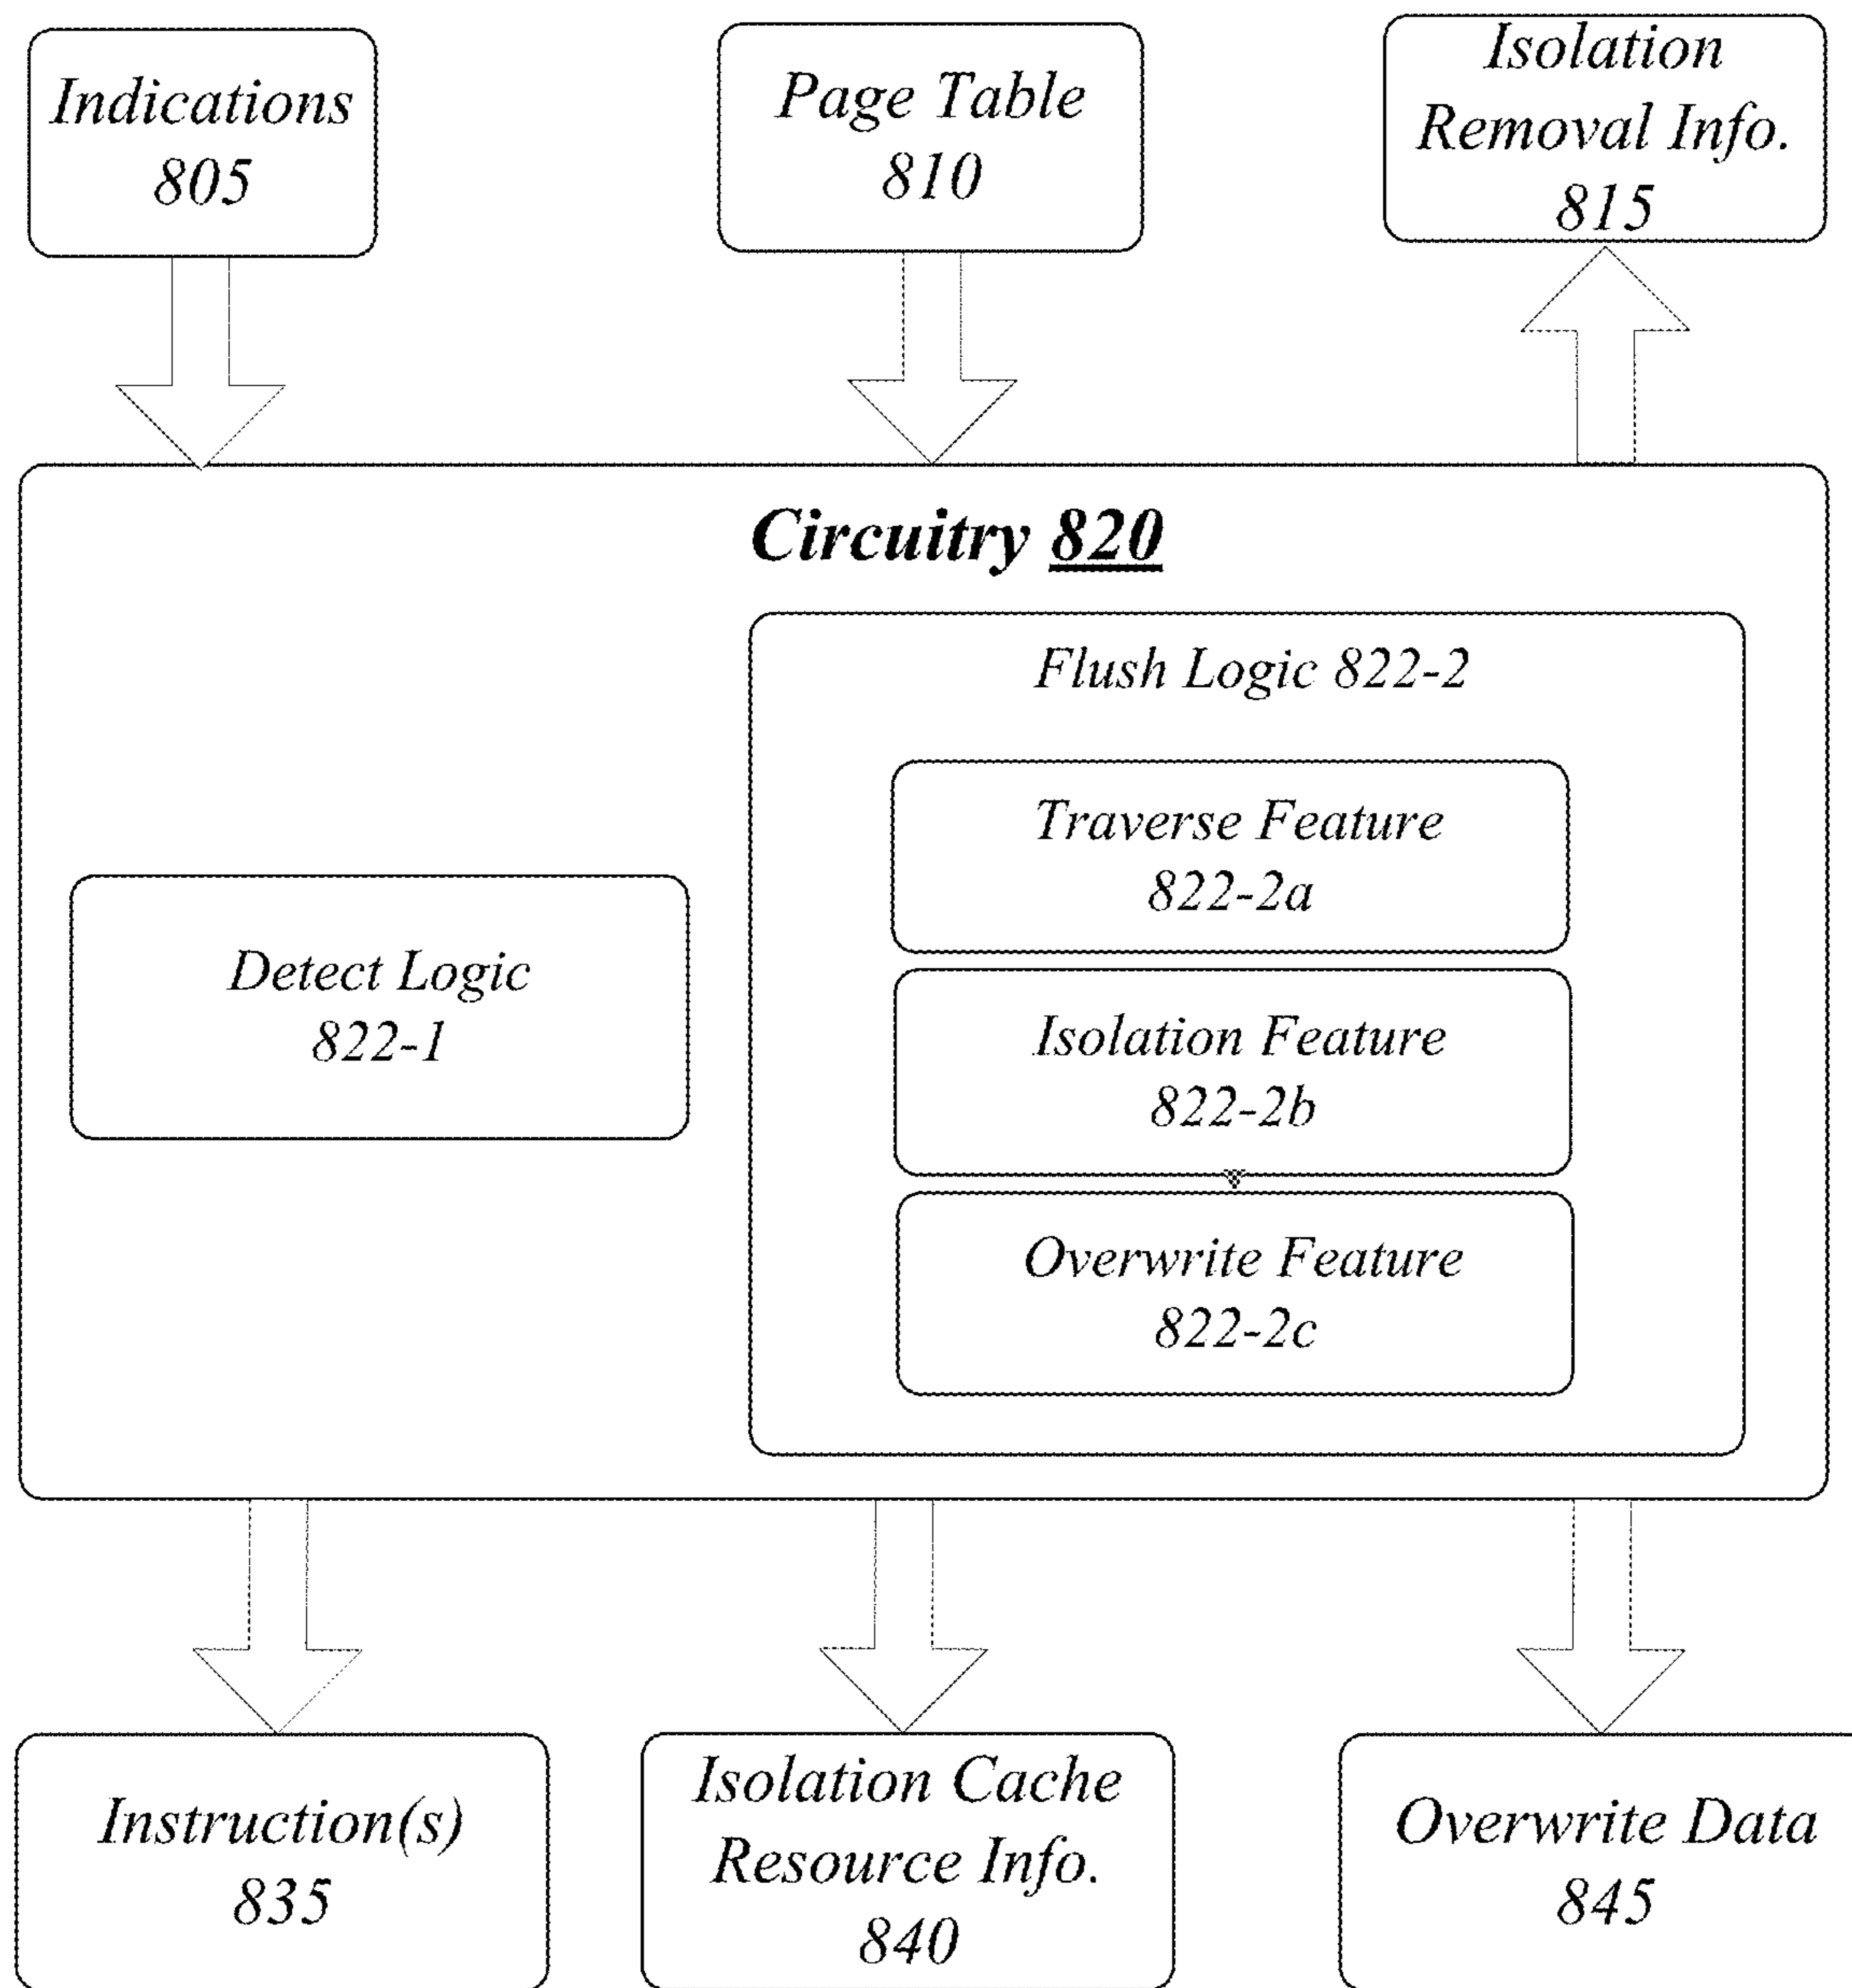 Indications
805
Page Table
810
Isolation
Removal Info.
815
Circuitry 820
Detect Logic
822-1
Flush Logic 822-2
Traverse Feature
822-2a
Isolation Feature
822-2b
Overwrite Feature
822-2c
Instruction(s)
835
Isolation Cache
Resource Info.
840
Overwrite Data
845